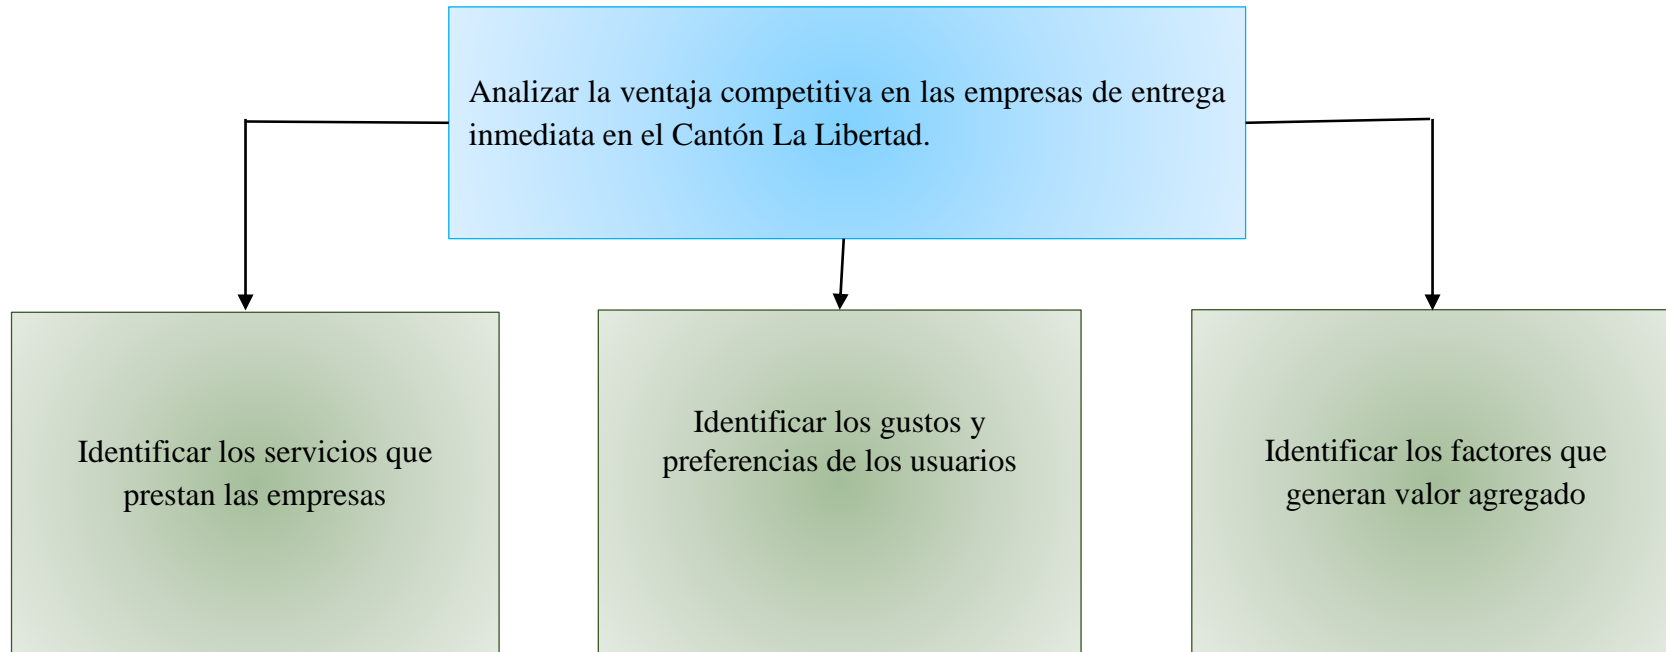 Analizar la ventaja competitiva en las empresas de entrega
inmediata en el Cantón La Libertad.
Identificar los servicios que
prestan las empresas
Identificar los gustos y
preferencias de los usuarios
Identificar los factores que
generan valor agregado